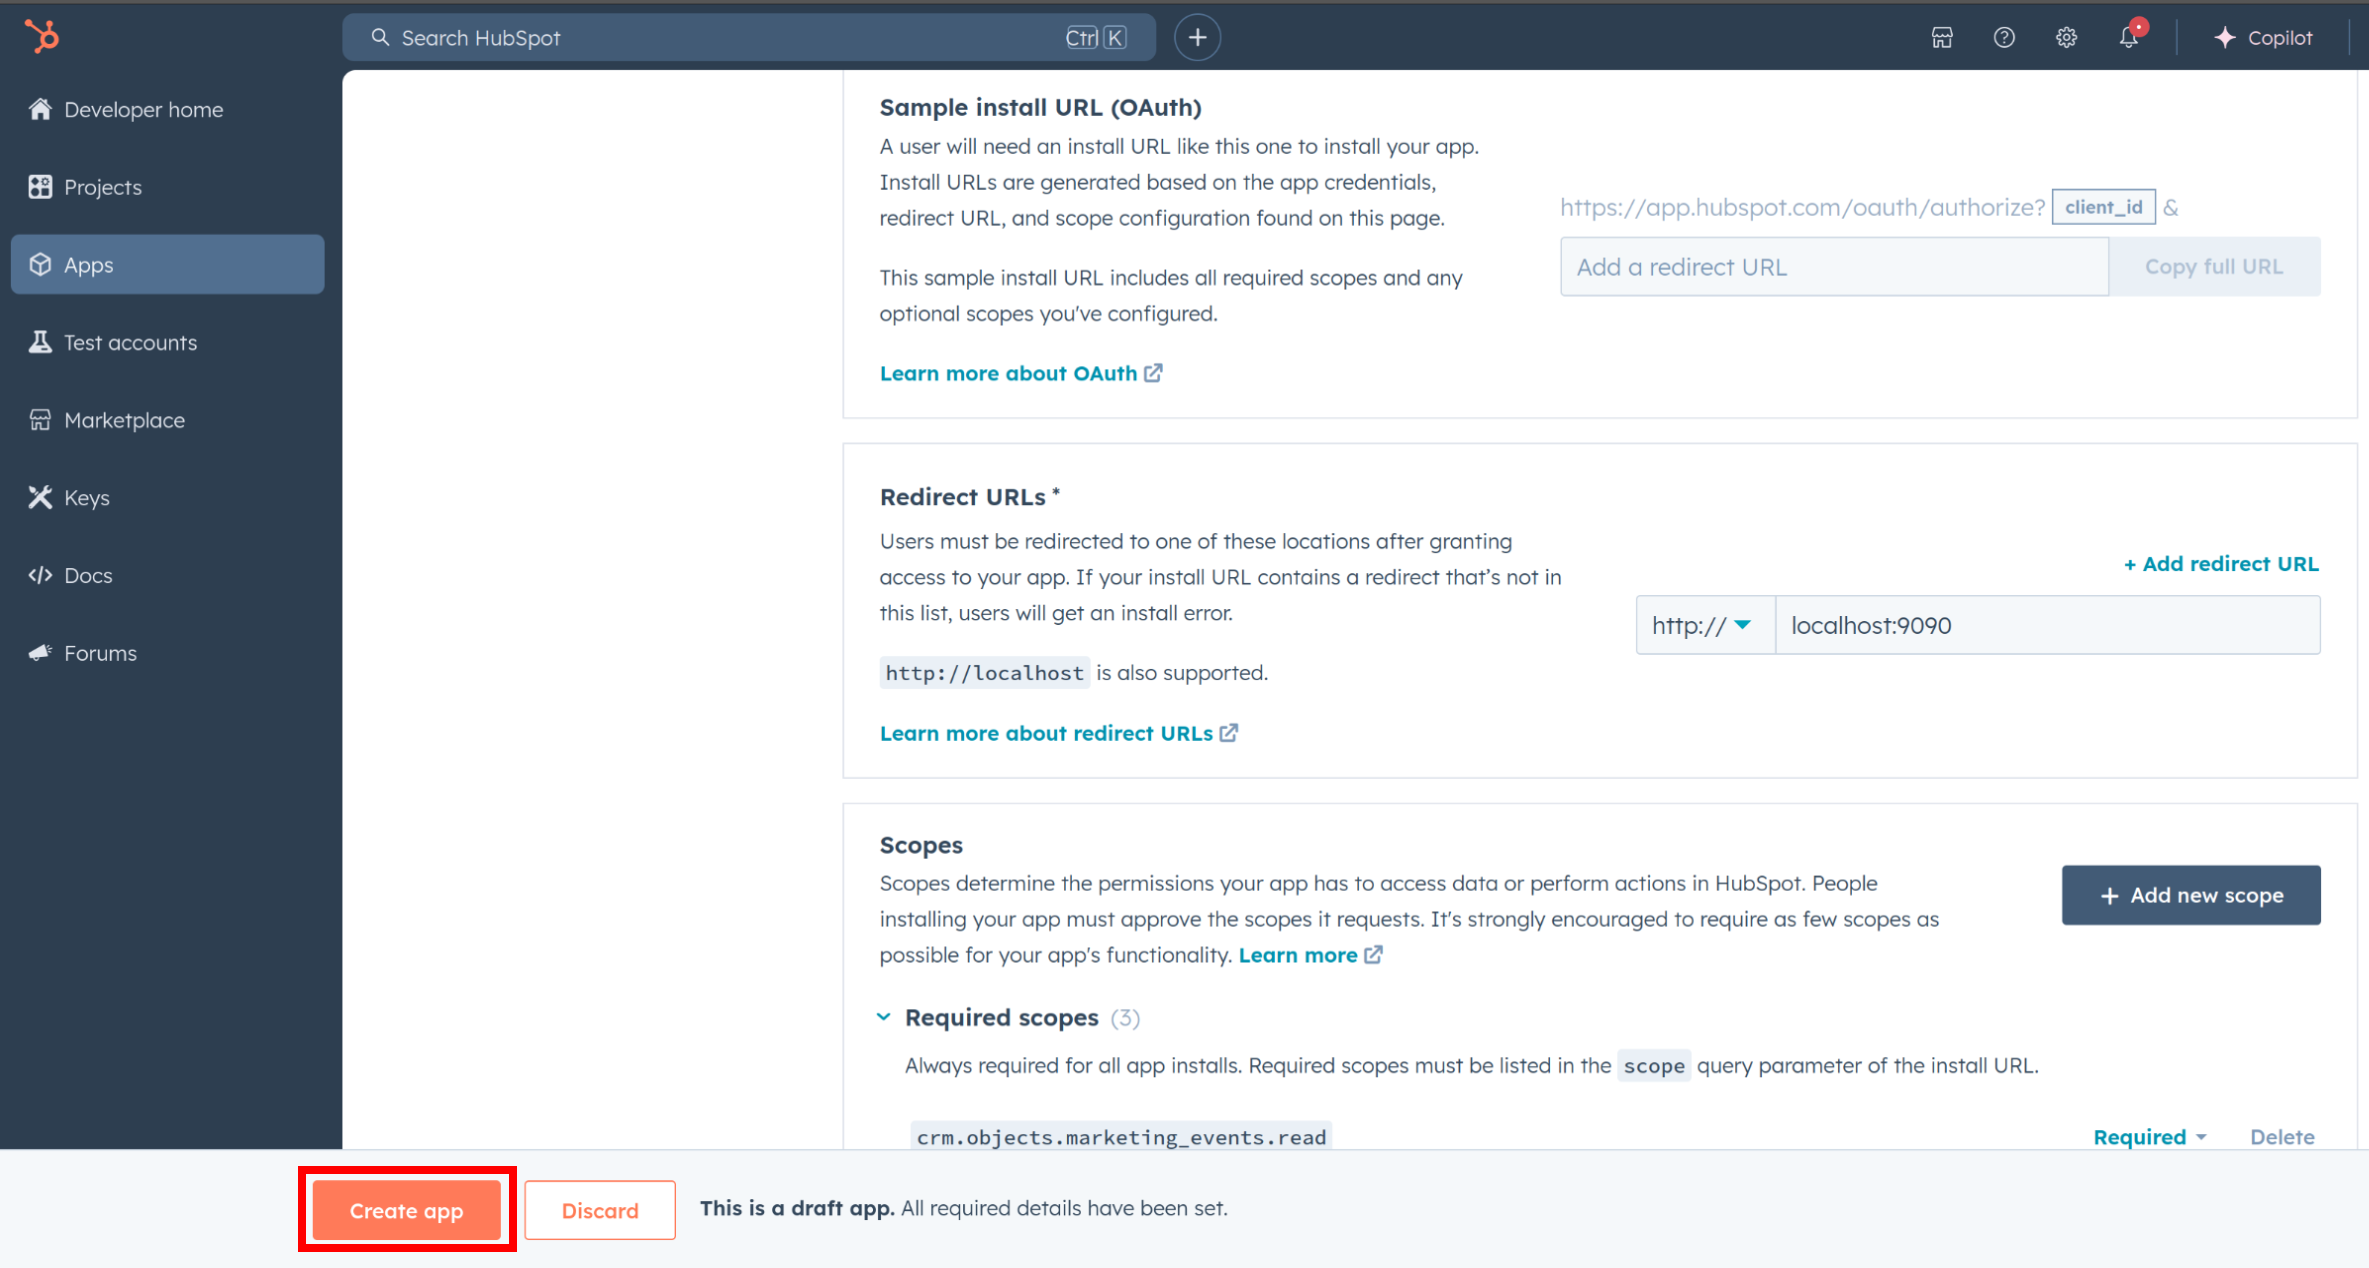 Search HubSpot
Ctrl K
Copilot
Developer home
Projects
Apps
Test accounts
Marketplace
Keys
Docs
Forums
Sample install URL (OAuth)
A user will need an install URL like this one to install your app.
Install URLs are generated based on the app credentials,
redirect URL, and scope configuration found on this page.
This sample install URL includes all required scopes and any
optional scopes you've configured.
Learn more about OAuth
https://app.hubspot.com/oauth/authorize? client_id &
Add a redirect URL
Copy full URL
Redirect URLs *
Users must be redirected to one of these locations after granting
access to your app. If your install URL contains a redirect that’s not in
this list, users will get an install error.
http://localhost is also supported.
Learn more about redirect URLs
+ Add redirect URL
http:// localhost:9090
Scopes
Scopes determine the permissions your app has to access data or perform actions in HubSpot. People
installing your app must approve the scopes it requests. It's strongly encouraged to require as few scopes as
possible for your app's functionality. Learn more
+ Add new scope
Required scopes (3)
Always required for all app installs. Required scopes must be listed in the scope query parameter of the install URL.
crm.objects.marketing_events.read
Required
Delete
Create app
Discard
This is a draft app. All required details have been set.